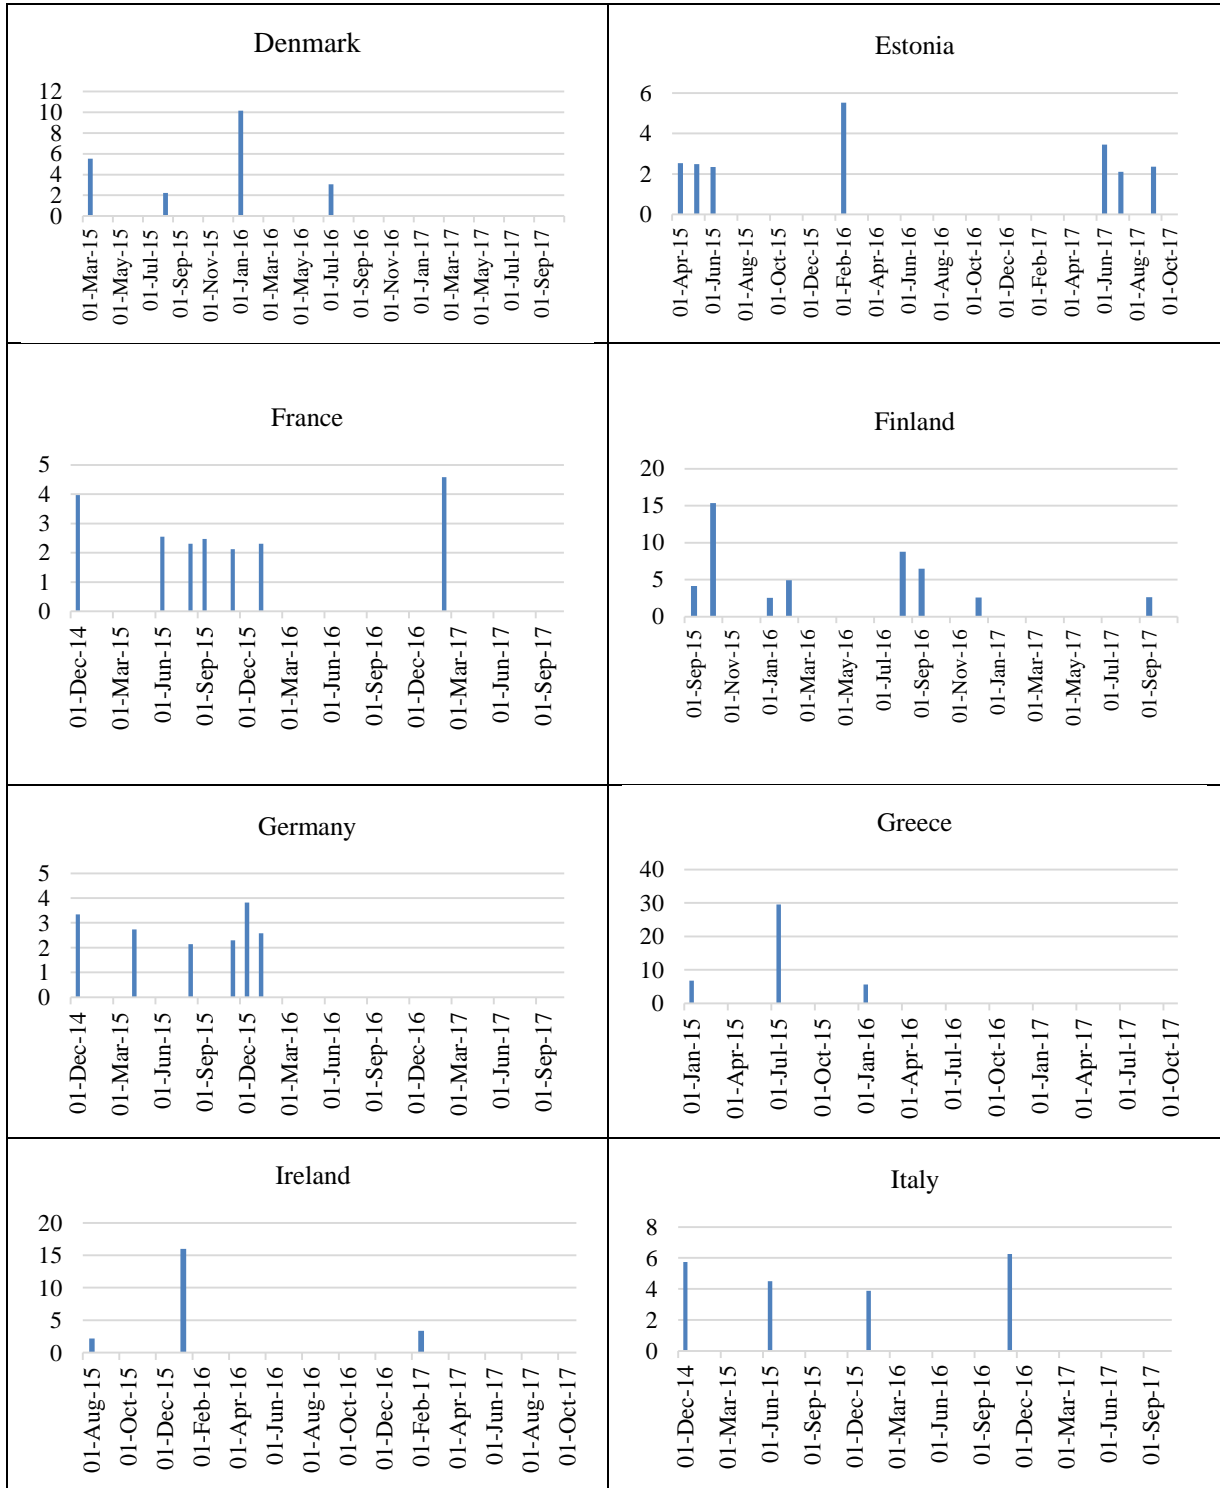 Denmark
12
10
8
6
4
2
0
01-Mar-15
01-May-15
01-Jul-15
01-Sep-15
01-Nov-15
01-Jan-16
01-Mar-16
01-May-16
01-Jul-16
01-Sep-16
01-Nov-16
01-Jan-17
01-Mar-17
01-May-17
01-Jul-17
01-Sep-17
Estonia
6
4
2
0
01-Apr-15
01-Jun-15
01-Aug-15
01-Oct-15
01-Dec-15
01-Feb-16
01-Apr-16
01-Jun-16
01-Aug-16
01-Oct-16
01-Dec-16
01-Feb-17
01-Apr-17
01-Jun-17
01-Aug-17
01-Oct-17
France
5
4
3
2
1
0
01-Dec-14
01-Mar-15
01-Jun-15
01-Sep-15
01-Dec-15
01-Mar-16
01-Jun-16
01-Sep-16
01-Dec-16
01-Mar-17
01-Jun-17
01-Sep-17
Finland
20
15
10
5
0
01-Sep-15
01-Nov-15
01-Jan-16
01-Mar-16
01-May-16
01-Jul-16
01-Sep-16
01-Nov-16
01-Jan-17
01-Mar-17
01-May-17
01-Jul-17
01-Sep-17
Germany
5
4
3
2
1
0
01-Dec-14
01-Mar-15
01-Jun-15
01-Sep-15
01-Dec-15
01-Mar-16
01-Jun-16
01-Sep-16
01-Dec-16
01-Mar-17
01-Jun-17
01-Sep-17
Greece
40
30
20
10
0
01-Jan-15
01-Apr-15
01-Jul-15
01-Oct-15
01-Jan-16
01-Apr-16
01-Jul-16
01-Oct-16
01-Jan-17
01-Apr-17
01-Jul-17
01-Oct-17
Ireland
20
15
10
5
0
01-Aug-15
01-Oct-15
01-Dec-15
01-Feb-16
01-Apr-16
01-Jun-16
01-Aug-16
01-Oct-16
01-Dec-16
01-Feb-17
01-Apr-17
01-Jun-17
01-Aug-17
01-Oct-17
Italy
8
6
4
2
0
01-Dec-14
01-Mar-15
01-Jun-15
01-Sep-15
01-Dec-15
01-Mar-16
01-Jun-16
01-Sep-16
01-Dec-16
01-Mar-17
01-Jun-17
01-Sep-17